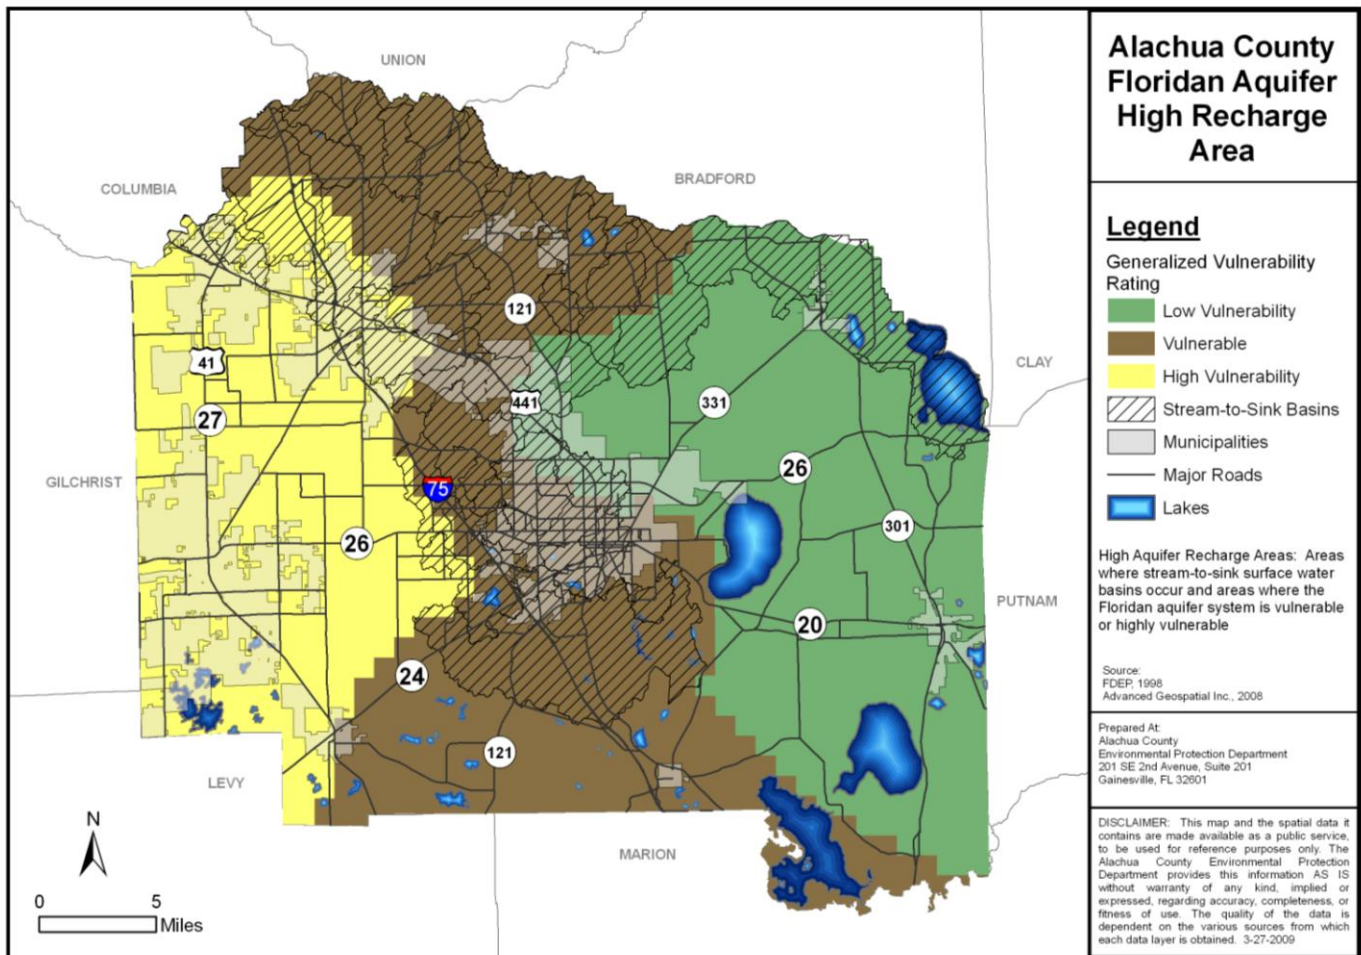 Alachua County
Floridan Aquifer
High Recharge
Area
Legend
Generalized Vulnerability
Rating
Low Vulnerability
Vulnerable
High Vulnerability
Stream-to-Sink Basins
Municipalities
Major Roads
Lakes
High Aquifer Recharge Areas: Areas
where stream-to-sink surface water
basins occur and areas where the
Floridan aquifer system is vulnerable
or highly vulnerable
Source:
FDEP, 1998
Advanced Geospatial Inc., 2008
Prepared At:
Alachua County
Environmental Protection Department
201 SE 2nd Avenue, Suite 201
Gainesville, FL 32601
DISCLAIMER: This map and the spatial data it
contains are made available as a public service,
to be used for reference purposes only. The
Alachua County Environmental Protection
Department provides this information AS IS
without warranty of any kind, implied or
expressed, regarding accuracy, completeness, or
fitness of use. The quality of the data is
dependent on the various sources from which
each data layer is obtained. 3-27-2009
UNION
COLUMBIA
BRADFORD
CLAY
GILCHRIST
PUTNAM
LEVY
MARION
121
41
441
331
27
26
75
26
301
20
24
121
N
0
5
Miles